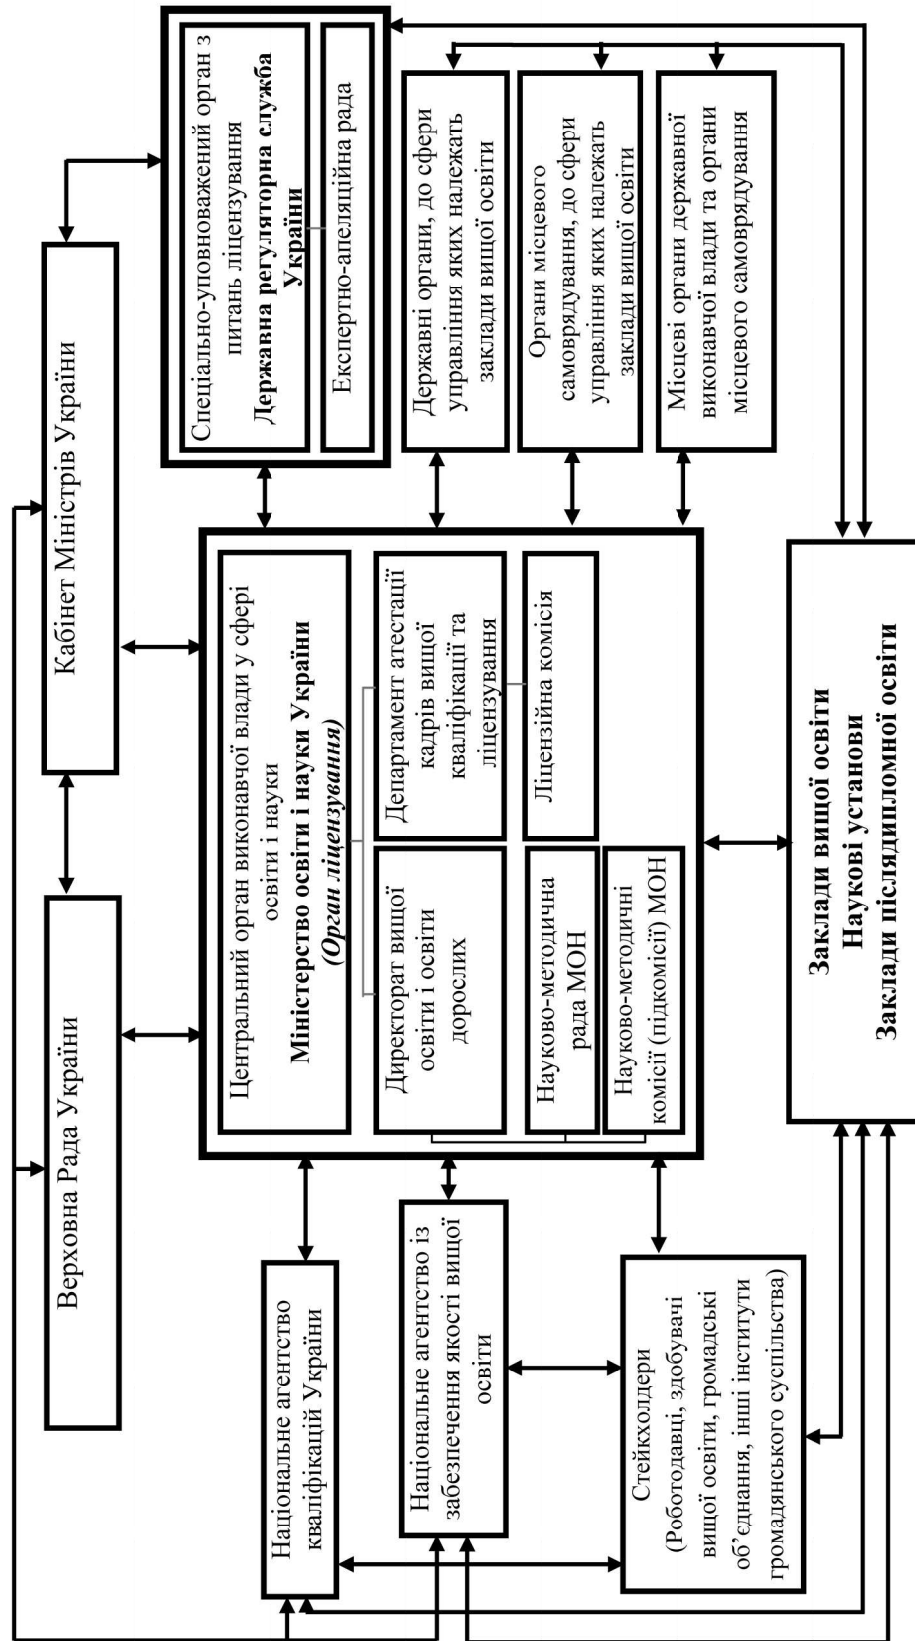 Верховна Рада України
Кабінет Міністрів України
Національне агентство
кваліфікацій України
Національне агентство із
забезпечення якості вищої
освіти
Стейкхолдери
(Роботодавці, здобувачі
вищої освіти, громадські
об’єднання, інші інститути
громадянського суспільства)
Центральний орган виконавчої влади у сфері
освіти і науки
Міністерство освіти і науки України
(Орган ліцензування)
Директорат вищої
освіти і освіти
дорослих
Департамент атестації
кадрів вищої
кваліфікації та
ліцензування
Науково-методична
рада МОН
Ліцензійна комісія
Науково-методичні
комісії (підкомісії) МОН
Спеціально-уповноважений орган з
питань ліцензування
Державна регуляторна служба
України
Експертно-апеляційна рада
Державні органи, до сфери
управління яких належать
заклади вищої освіти
Органи місцевого
самоврядування, до сфери
управління яких належать
заклади вищої освіти
Місцеві органи державної
виконавчої влади та органи
місцевого самоврядування
Заклади вищої освіти
Наукові установи
Заклади післядипломної освіти